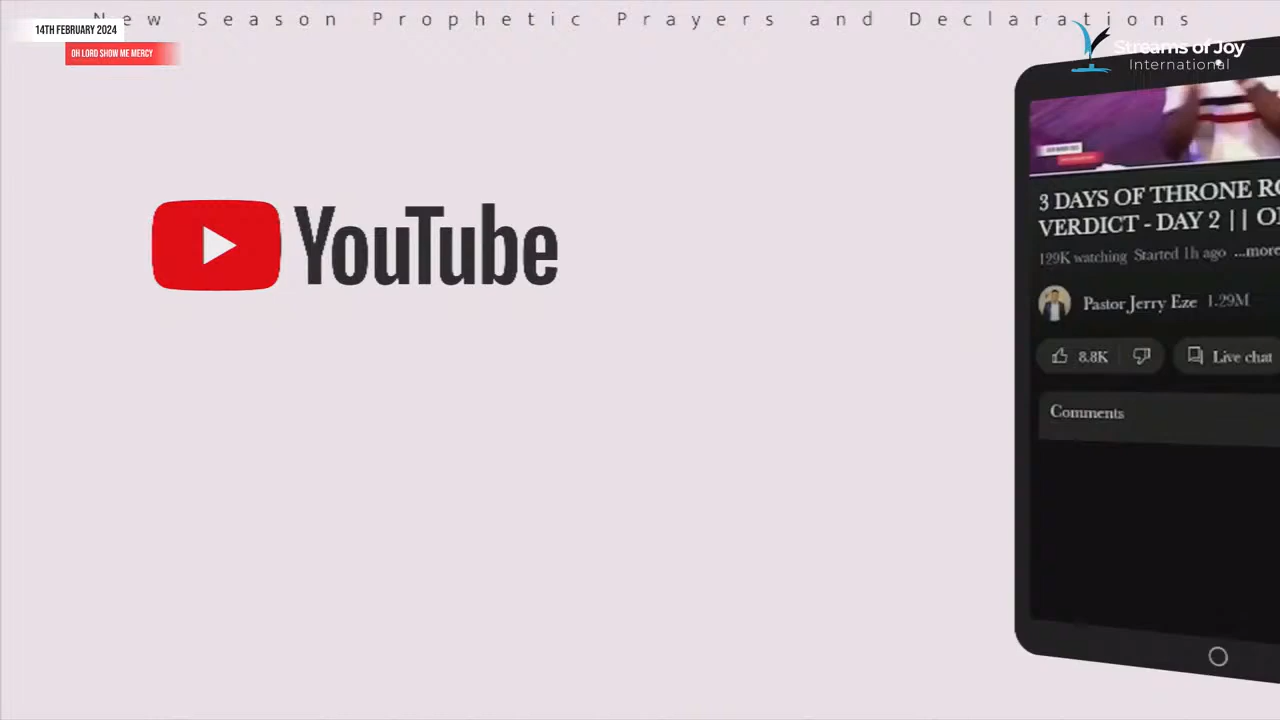 New Season Prophetic Prayers and Declarations
14TH FEBRUARY 2024
OH LORD SHOW ME MERCY
Streams of Joy
International
YouTube
3 DAYS OF THRONE RO
VERDICT - DAY 2 || O
129K watching Started 1h ago ...more
Pastor Jerry Eze 1.29M
8.8K
Live chat
Comments